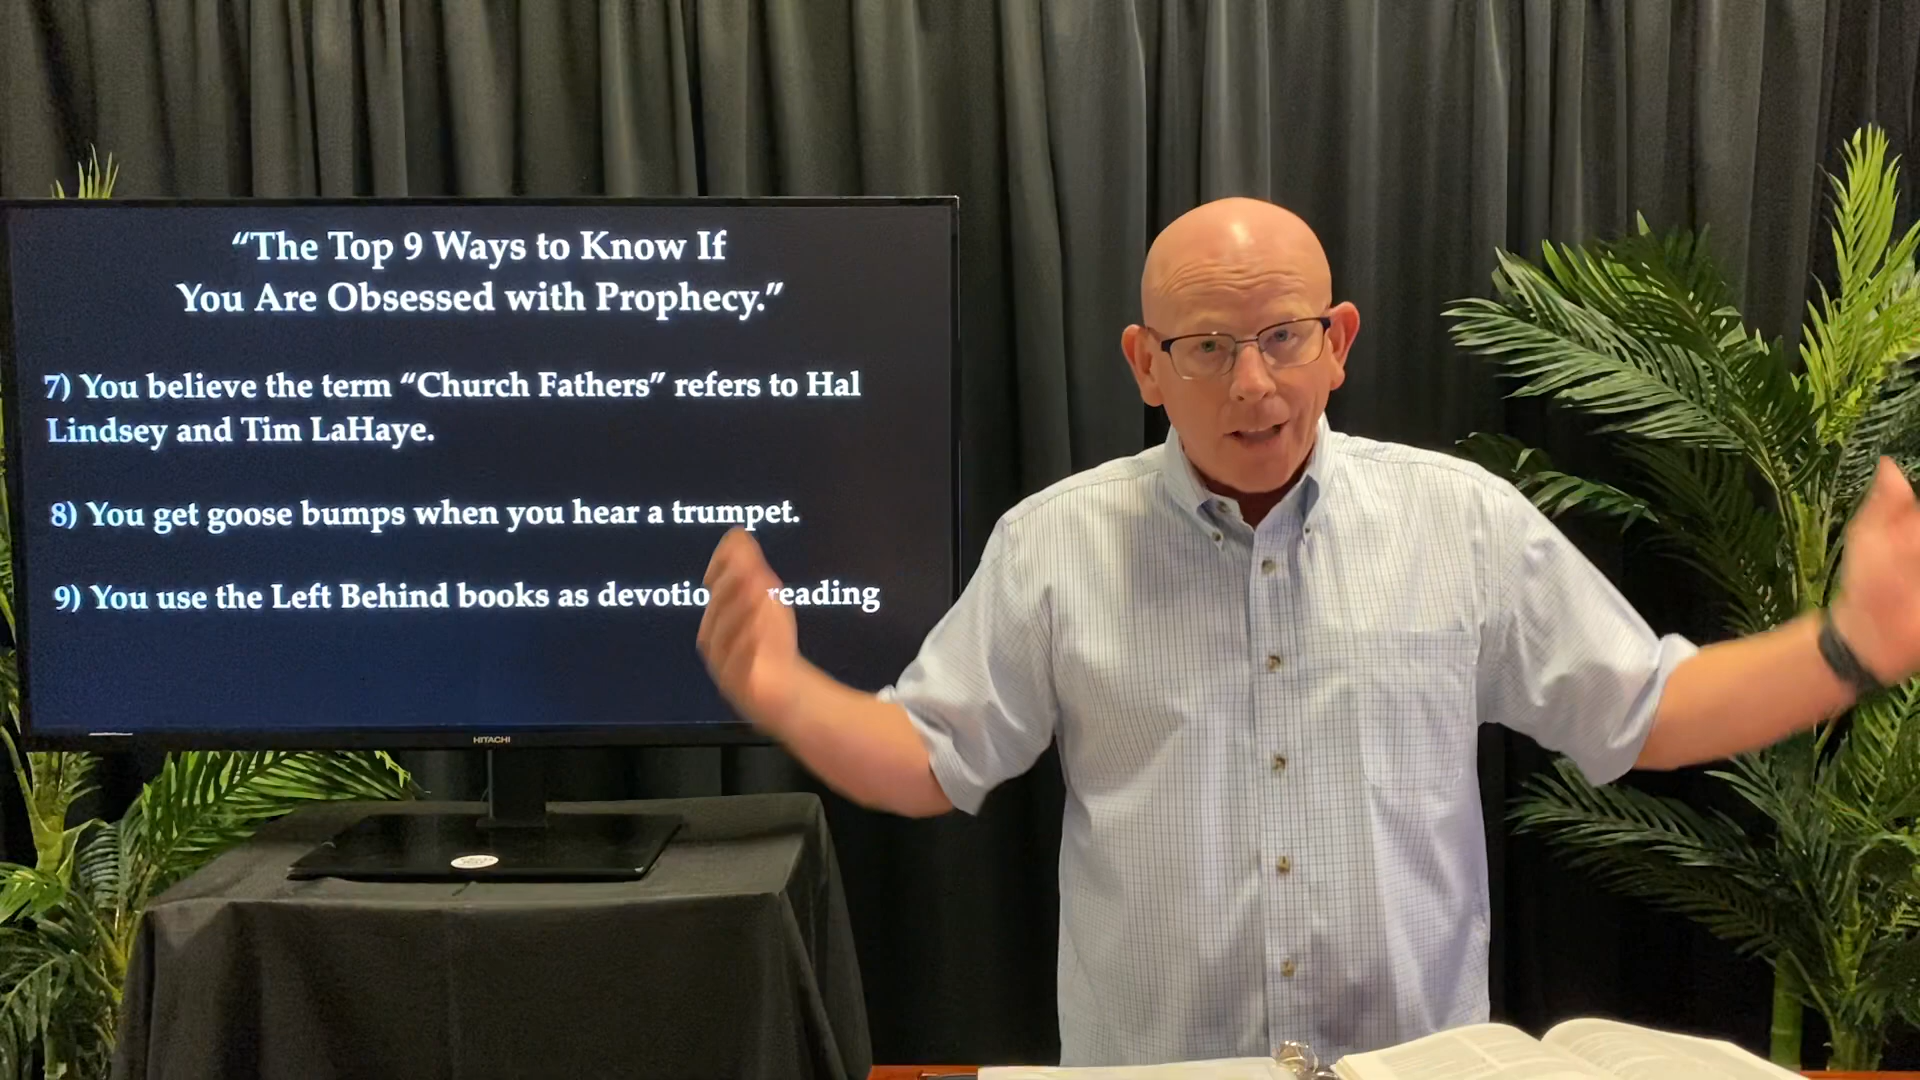 “The Top 9 Ways to Know If
You Are Obsessed with Prophecy.”
7) You believe the term “Church Fathers” refers to Hal
Lindsey and Tim LaHaye.
8) You get goose bumps when you hear a trumpet.
9) You use the Left Behind books as devotio reading
HITACHI